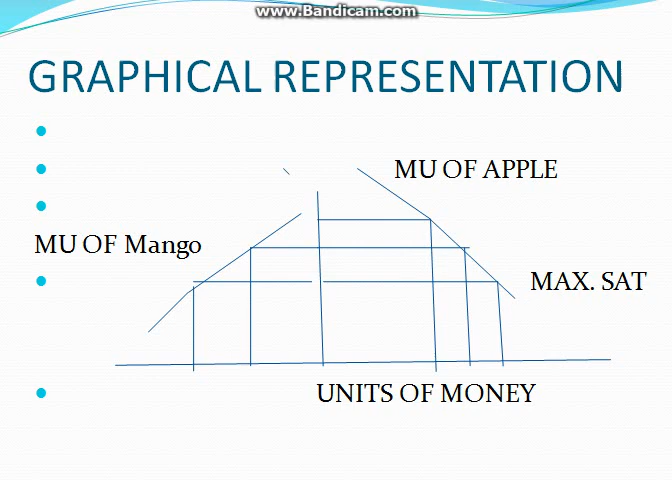 www.Bandicam.com
GRAPHICAL REPRESENTATION
MU OF APPLE
MU OF Mango
MAX. SAT
UNITS OF MONEY